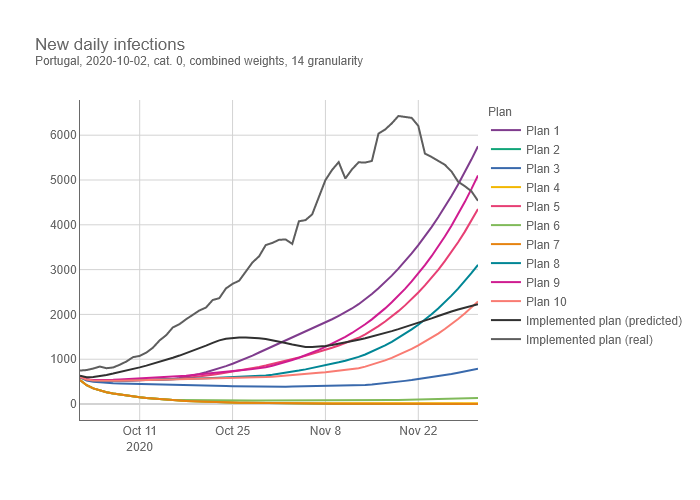 New daily infections
Portugal, 2020-10-02, cat. 0, combined weights, 14 granularity
Plan
6000
5000
4000
3000
2000
1000
0
Oct 11
2020
Oct 25
Nov 8
Nov 22
Plan 1
Plan 2
Plan 3
Plan 4
Plan 5
Plan 6
Plan 7
Plan 8
Plan 9
Plan 10
Implemented plan (predicted)
Implemented plan (real)